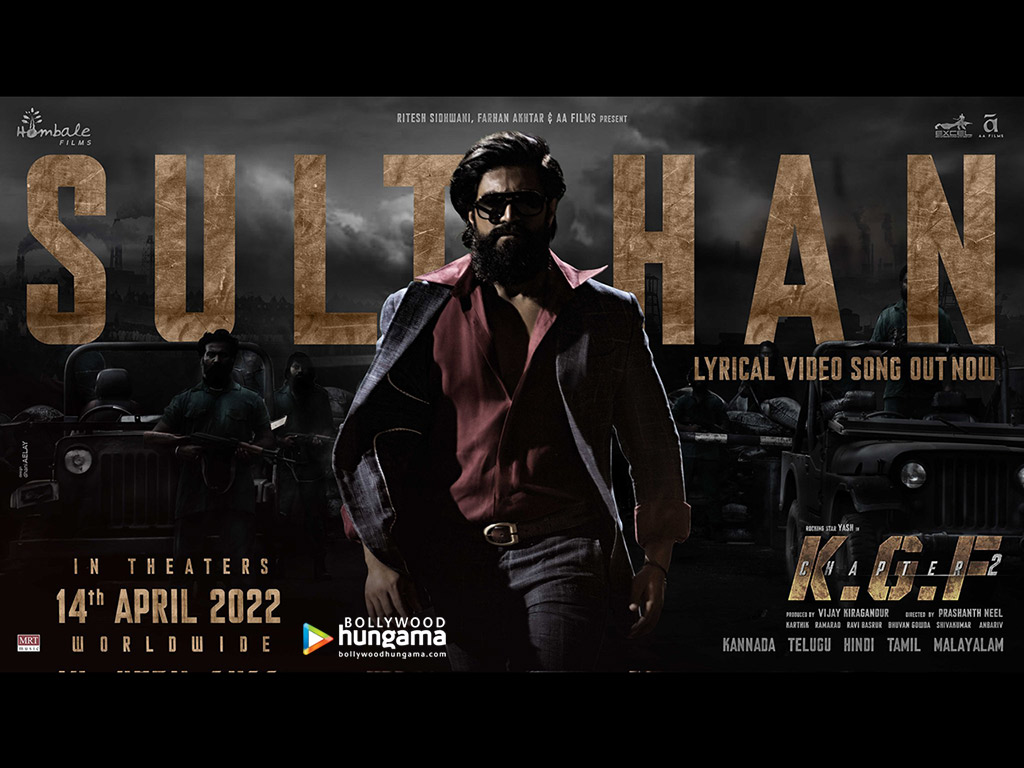 Hombale
FILMS
RITESH SIDHWANI, FARHAN AKHTAR & AA FILMS PRESENT
EXCEL
AA FILMS
SULTHAN
LYRICAL VIDEO SONG OUT NOW
IN THEATERS
14th APRIL 2022
WORLDWIDE
MRT
music
BOLLYWOOD
hungama
bollywoodhungama.com
ROCKING STAR YASH IN
K.G.F
CHAPTER 2
PRODUCED BY VIJAY KIRAGANDUR DIRECTED BY PRASHANTH NEEL
KARTHIK RAMARAO RAVI BASRUR BHUVAN GOWDA SHIVAKUMAR ANBARIV
KANNADA TELUGU HINDI TAMIL MALAYALAM